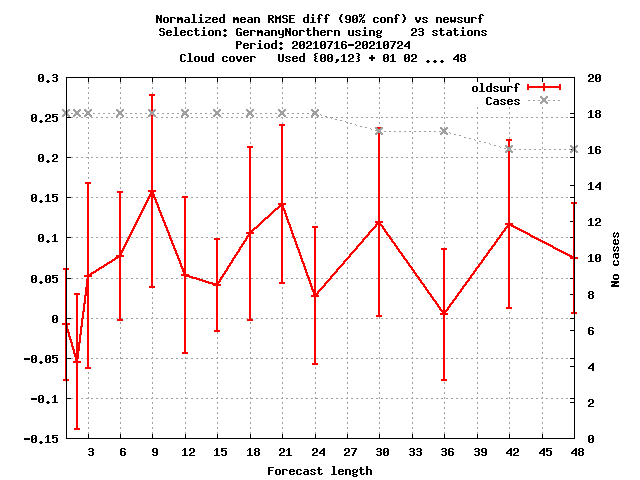 Normalized mean RMSE diff (90% conf) vs newsurf
Selection: GermanyNorthern using    23 stations
Period: 20210716-20210724
Cloud cover   Used {00,12} + 01 02 ... 48
oldsurf
Cases
0.3
0.25
0.2
0.15
0.1
0.05
0
-0.05
-0.1
-0.15
20
18
16
14
12
10
8
6
4
2
0
No cases
3 6 9 12 15 18 21 24 27 30 33 36 39 42 45 48
Forecast length